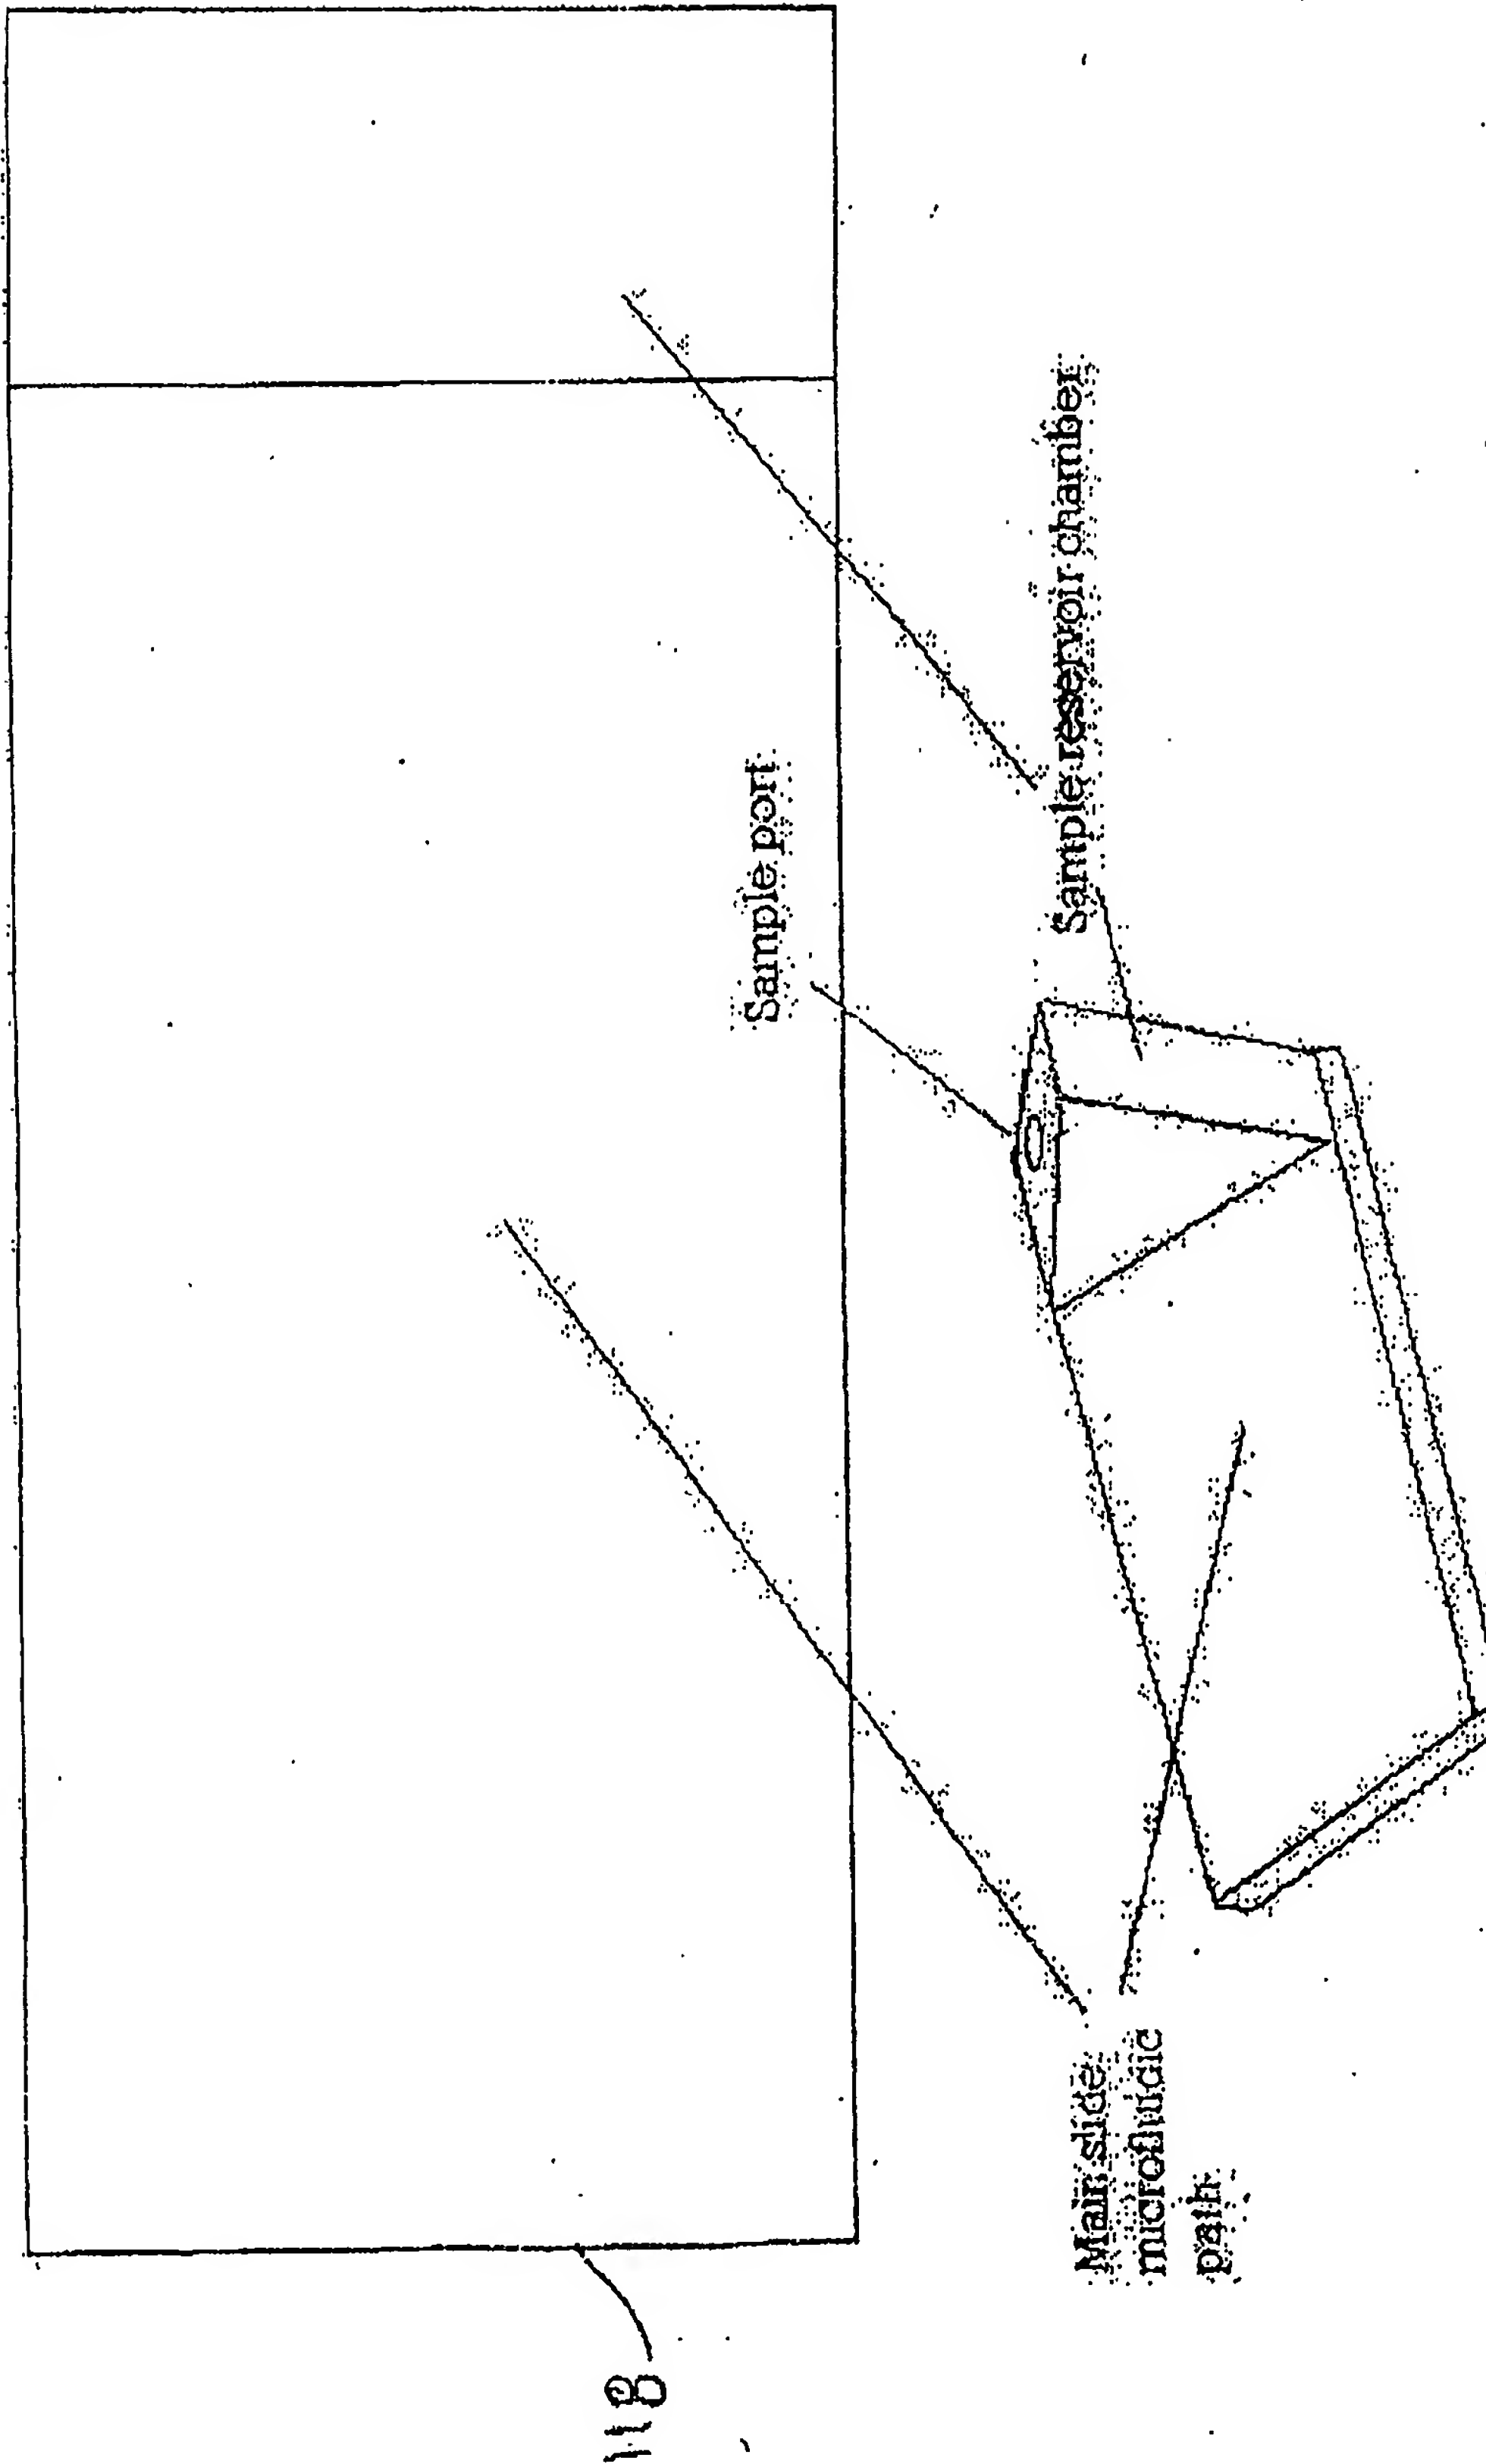 118
Sample port
Sample reservoir chamber
Main slide
microfluidic
path